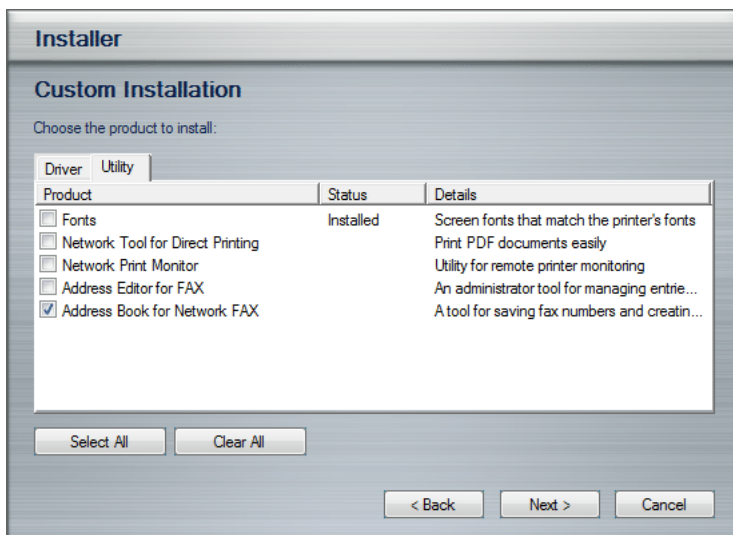 Installer
Custom Installation
Choose the product to install:
Driver Utility
Product Status Details
Fonts Installed Screen fonts that match the printer's fonts
Network Tool for Direct Printing Print PDF documents easily
Network Print Monitor Utility for remote printer monitoring
Address Editor for FAX An administrator tool for managing entrie...
Address Book for Network FAX A tool for saving fax numbers and creatin...
Select All Clear All
< Back Next > Cancel